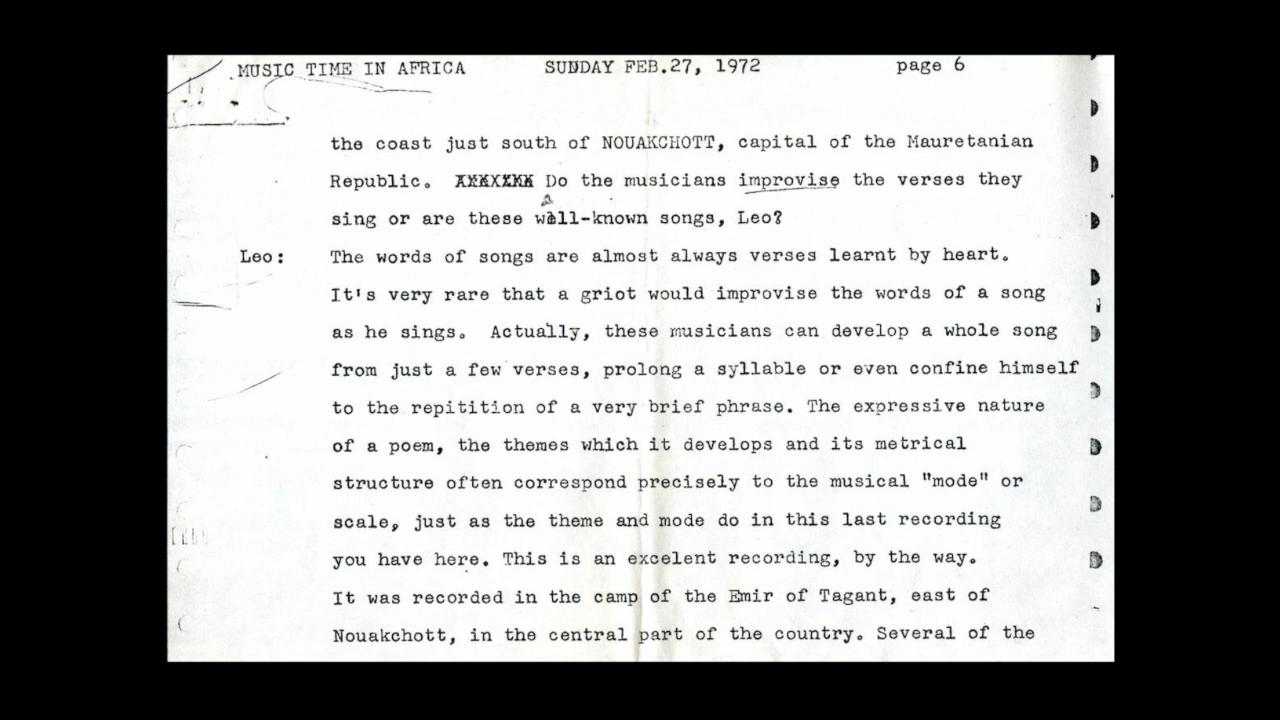 MUSIC TIME IN AFRICA SUNDAY FEB.27, 1972 page 6
the coast just south of NOUAKCHOTT, capital of the Mauretanian
Republic. Do the musicians improvise the verses they
sing or are these well-known songs, Leo?
Leo: The words of songs are almost always verses learnt by heart.
It's very rare that a griot would improvise the words of a song
as he sings. Actually, these musicians can develop a whole song
from just a few verses, prolong a syllable or even confine himself
to the repitition of a very brief phrase. The expressive nature
of a poem, the themes which it develops and its metrical
structure often correspond precisely to the musical "mode" or
scale, just as the theme and mode do in this last recording
you have here. This is an excelent recording, by the way.
It was recorded in the camp of the Emir of Tagant, east of
Nouakchott, in the central part of the country. Several of the